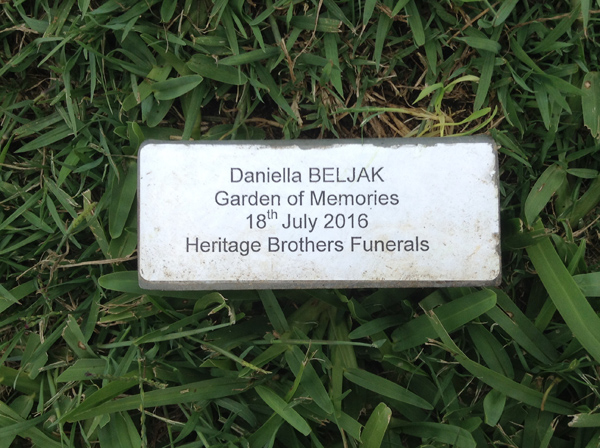 Daniella BELJAK
Garden of Memories
18th July 2016
Heritage Brothers Funerals